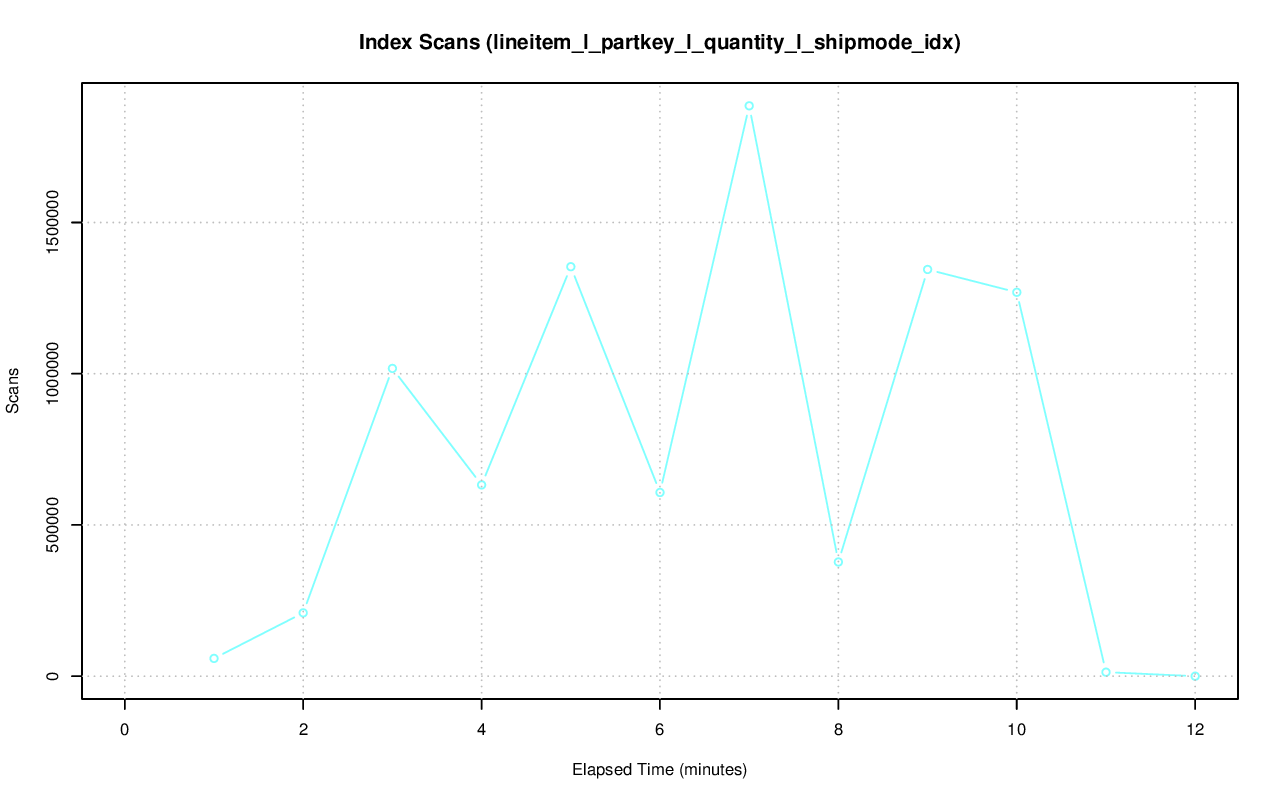 Index Scans (lineitem_l_partkey_l_quantity_l_shipmode_idx)
1500000
1000000
500000
0
Scans
0 2 4 6 8 10 12
Elapsed Time (minutes)